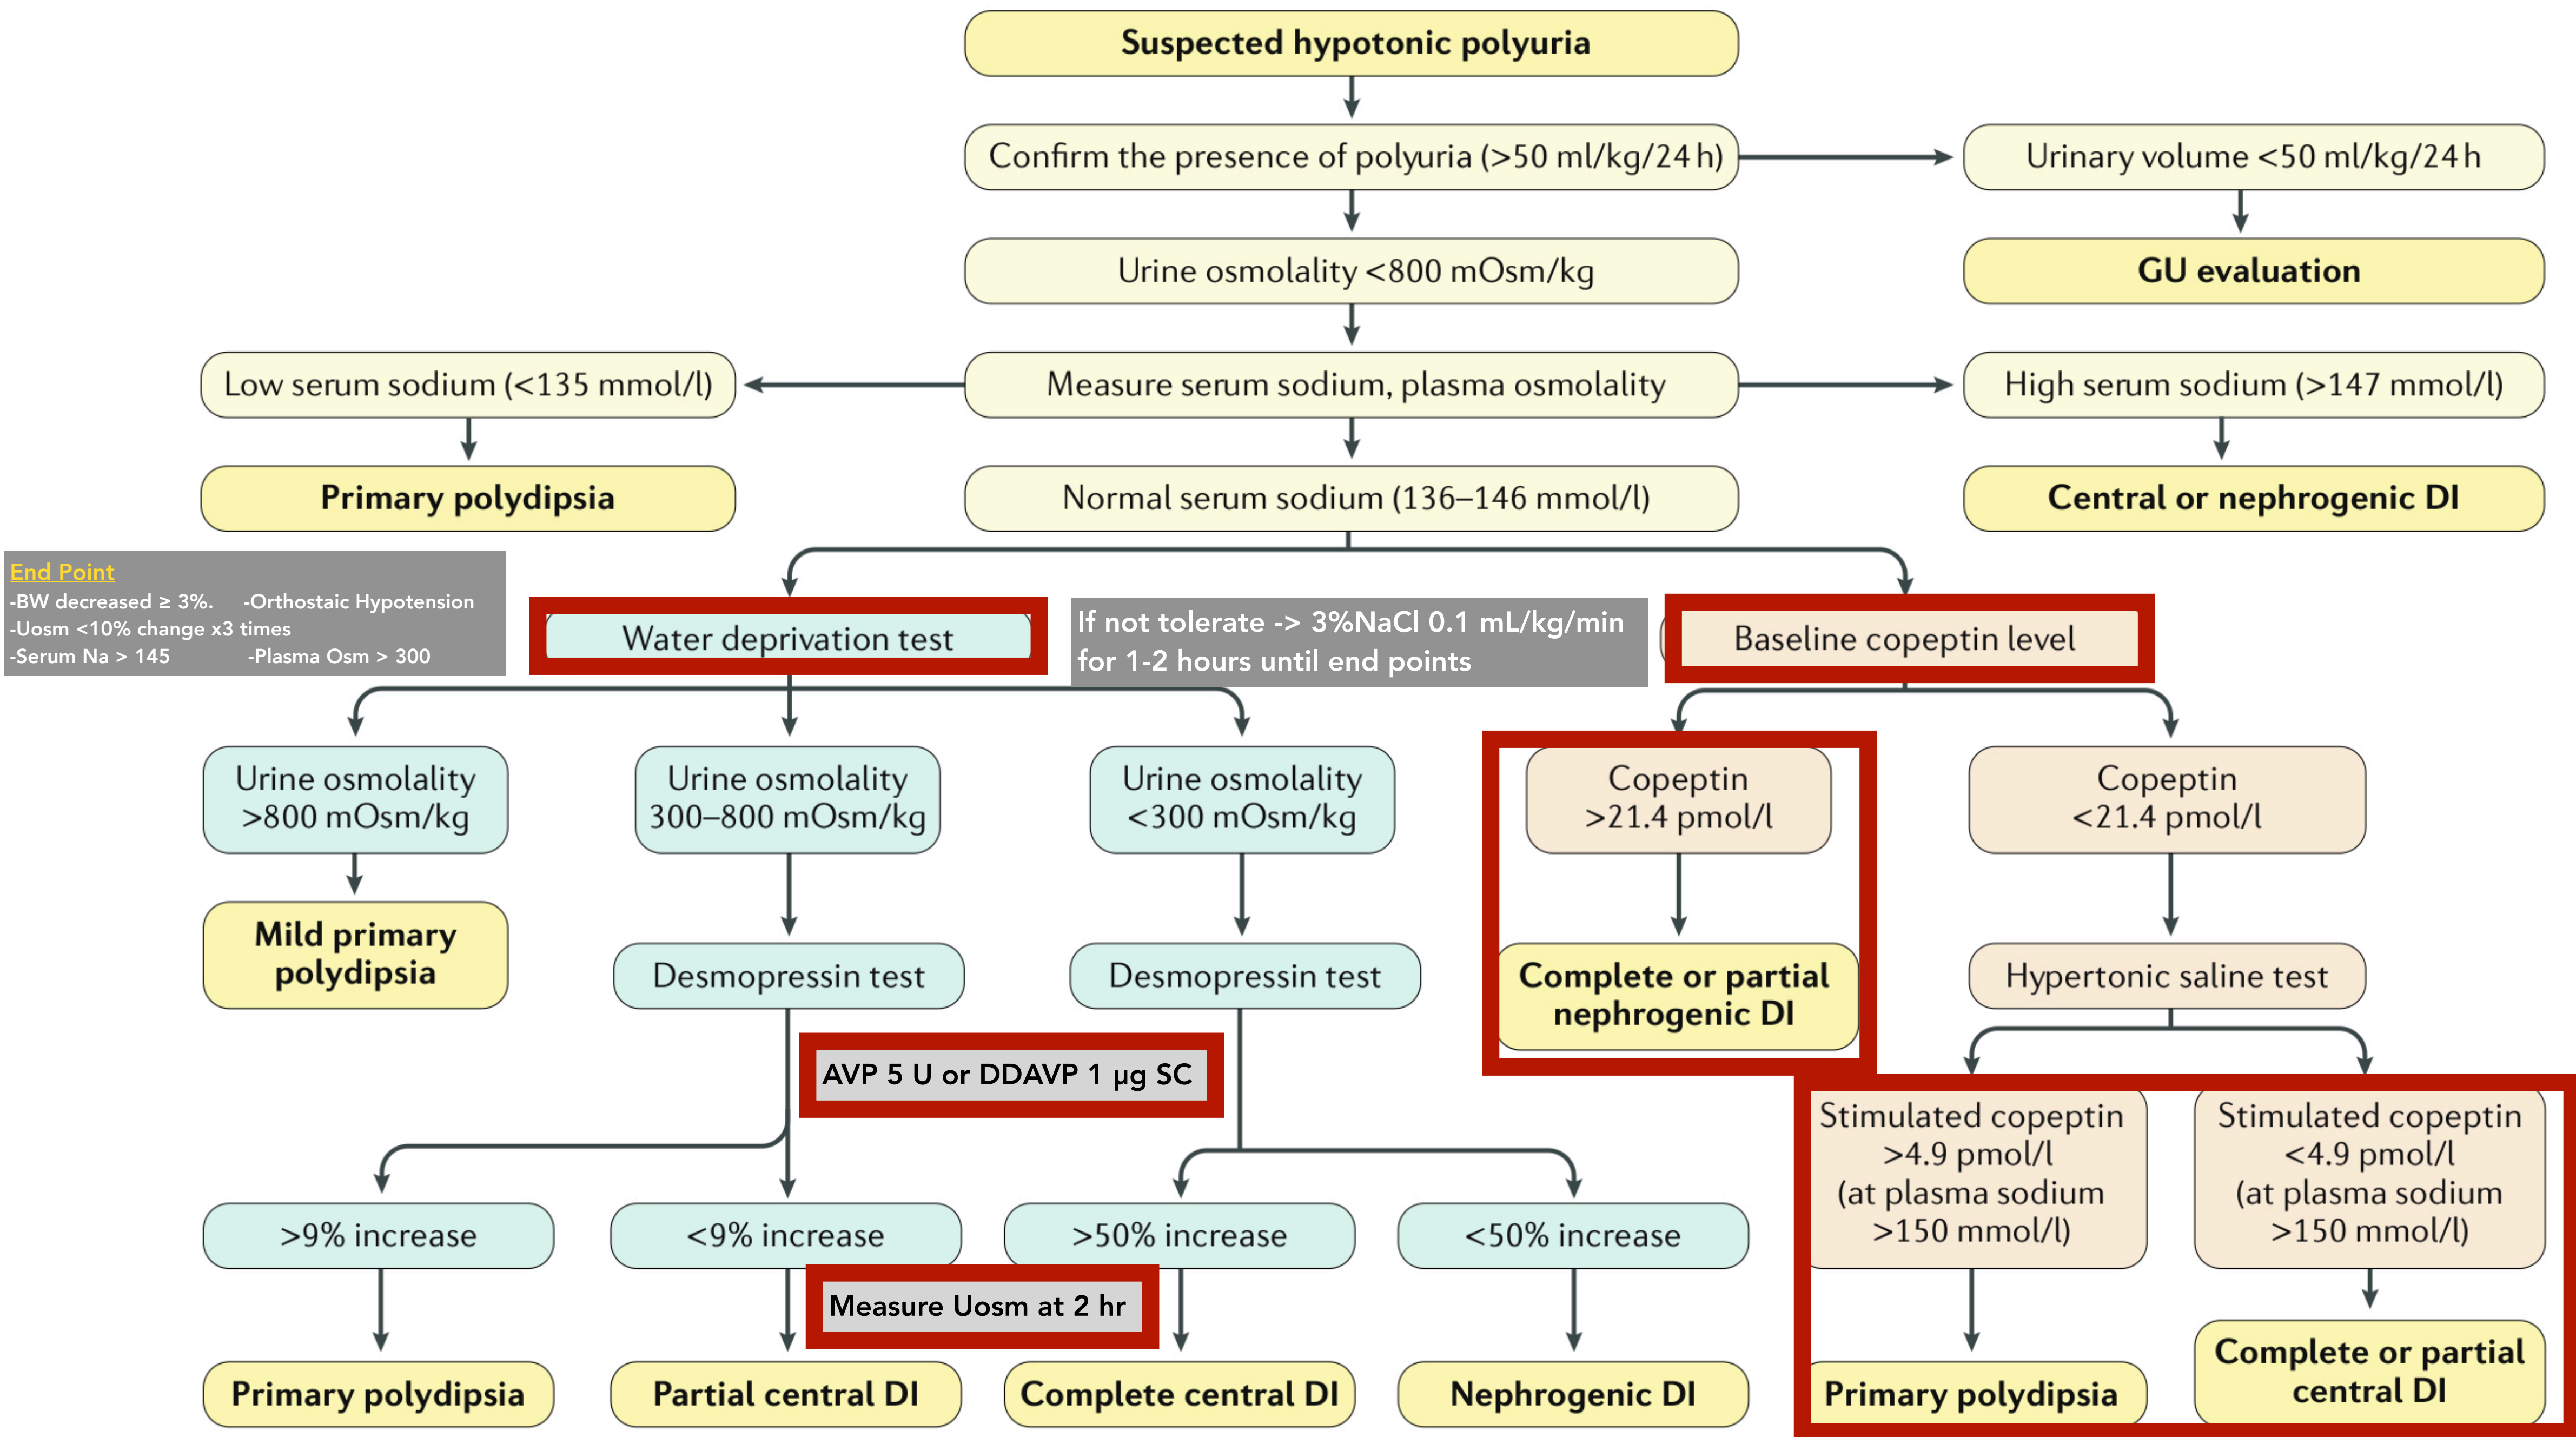 Suspected hypotonic polyuria
Confirm the presence of polyuria (>50 ml/kg/24 h)
Urinary volume <50 ml/kg/24 h
Urine osmolality <800 mOsm/kg
GU evaluation
Low serum sodium (<135 mmol/l)
Measure serum sodium, plasma osmolality
High serum sodium (>147 mmol/l)
Primary polydipsia
Normal serum sodium (136–146 mmol/l)
Central or nephrogenic DI
End Point
-BW decreased ≥ 3%. -Orthostaic Hypotension
-Uosm <10% change x3 times
-Serum Na > 145 -Plasma Osm > 300
Water deprivation test
If not tolerate -> 3%NaCl 0.1 mL/kg/min
for 1-2 hours until end points
Baseline copeptin level
Urine osmolality
>800 mOsm/kg
Urine osmolality
300–800 mOsm/kg
Urine osmolality
<300 mOsm/kg
Copeptin
>21.4 pmol/l
Copeptin
<21.4 pmol/l
Mild primary
polydipsia
Desmopressin test
Desmopressin test
Complete or partial
nephrogenic DI
Hypertonic saline test
AVP 5 U or DDAVP 1 µg SC
Stimulated copeptin
>4.9 pmol/l
(at plasma sodium
>150 mmol/l)
Stimulated copeptin
<4.9 pmol/l
(at plasma sodium
>150 mmol/l)
>9% increase
<9% increase
>50% increase
<50% increase
Measure Uosm at 2 hr
Primary polydipsia
Partial central DI
Complete central DI
Nephrogenic DI
Primary polydipsia
Complete or partial
central DI